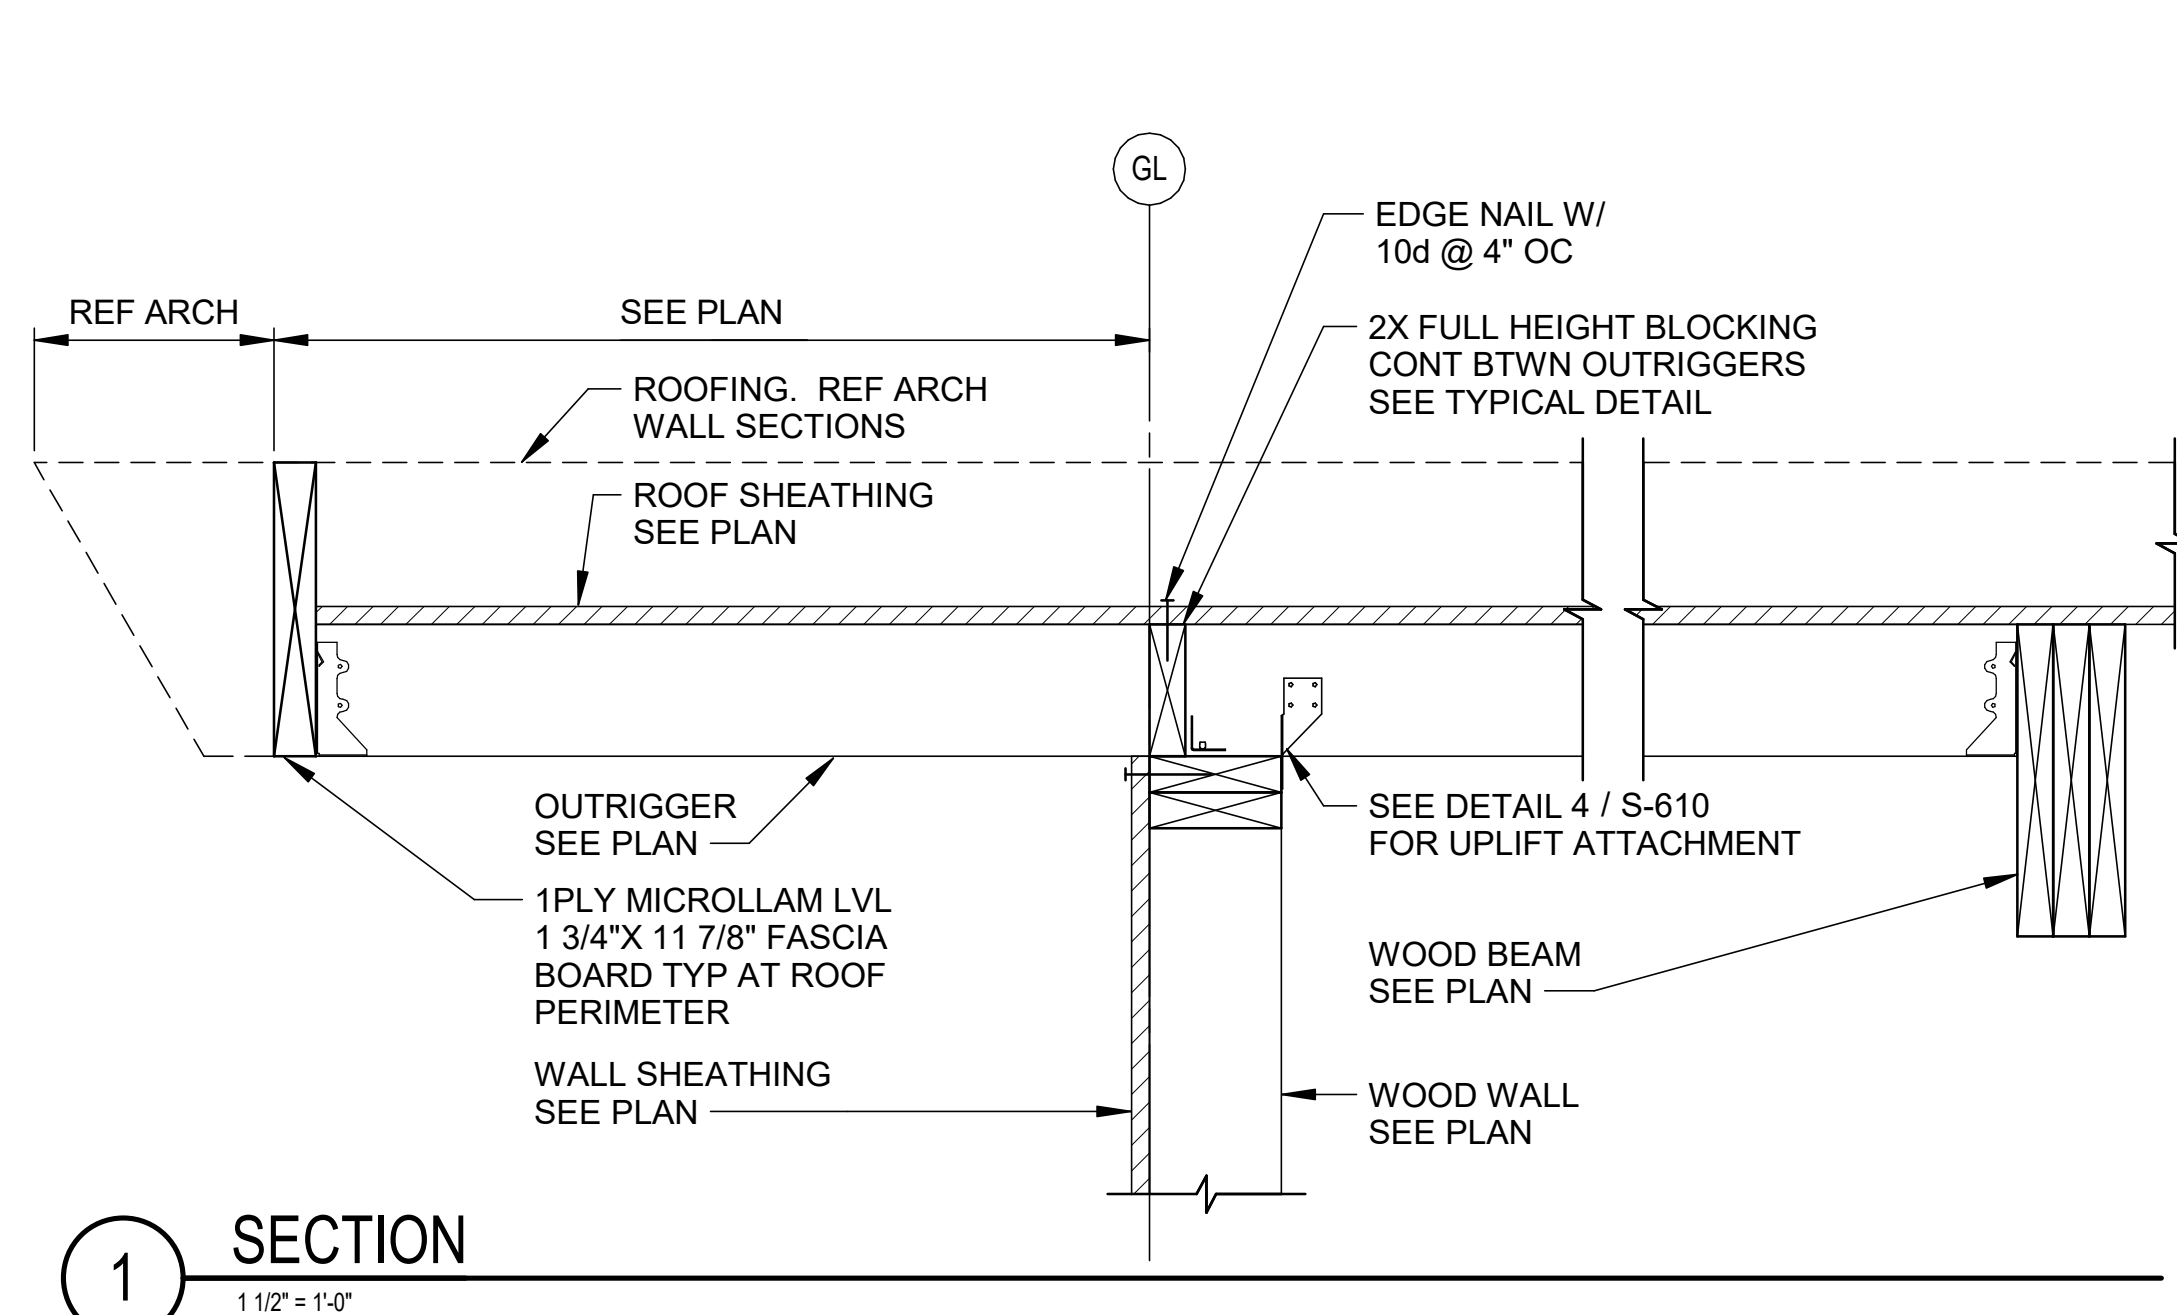 GL
EDGE NAIL W/
10d @ 4" OC
REF ARCH
SEE PLAN
2X FULL HEIGHT BLOCKING
CONT BTWN OUTRIGGERS
SEE TYPICAL DETAIL
ROOFING.  REF ARCH
WALL SECTIONS
ROOF SHEATHING
SEE PLAN
OUTRIGGER
SEE PLAN
SEE DETAIL 4 / S-610
FOR UPLIFT ATTACHMENT
1PLY MICROLLAM LVL
1 3/4"X 11 7/8" FASCIA
BOARD TYP AT ROOF
PERIMETER
WOOD BEAM
SEE PLAN
WALL SHEATHING
SEE PLAN
WOOD WALL
SEE PLAN
1
SECTION
1 1/2" = 1'-0"